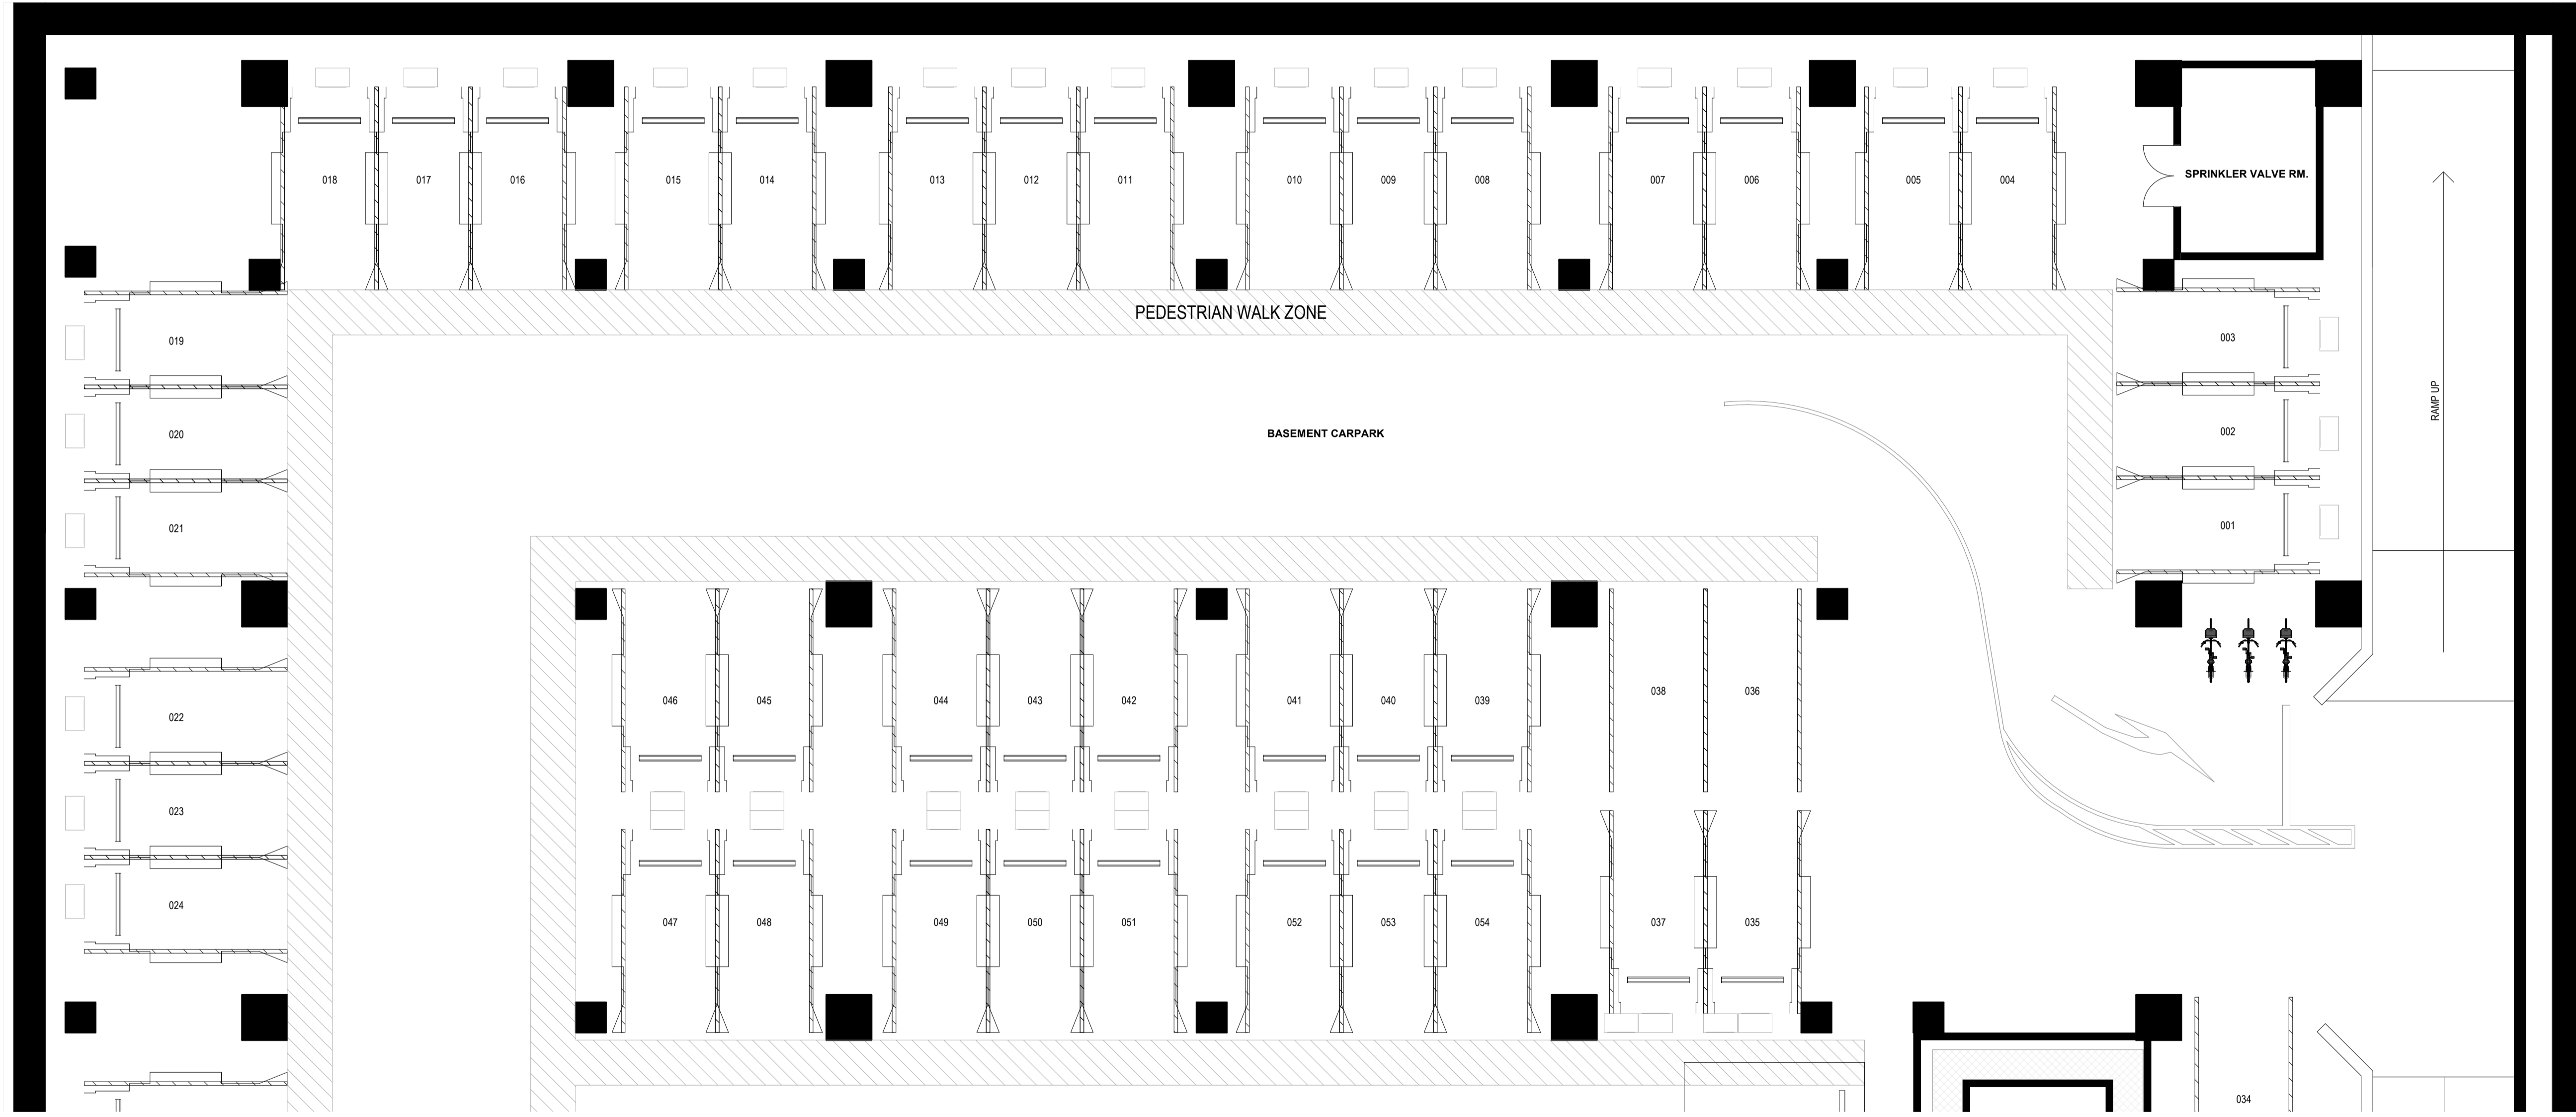 018 017 016 015 014 013 012 011 010 009 008 007 006 005 004
SPRINKLER VALVE RM.
PEDESTRIAN WALK ZONE
019
003
RAMP UP
020
BASEMENT CARPARK
002
021
001
046 045 044 043 042 041 040 039 038 036
022
023
024
047 048 049 050 051 052 053 054 037 035
034